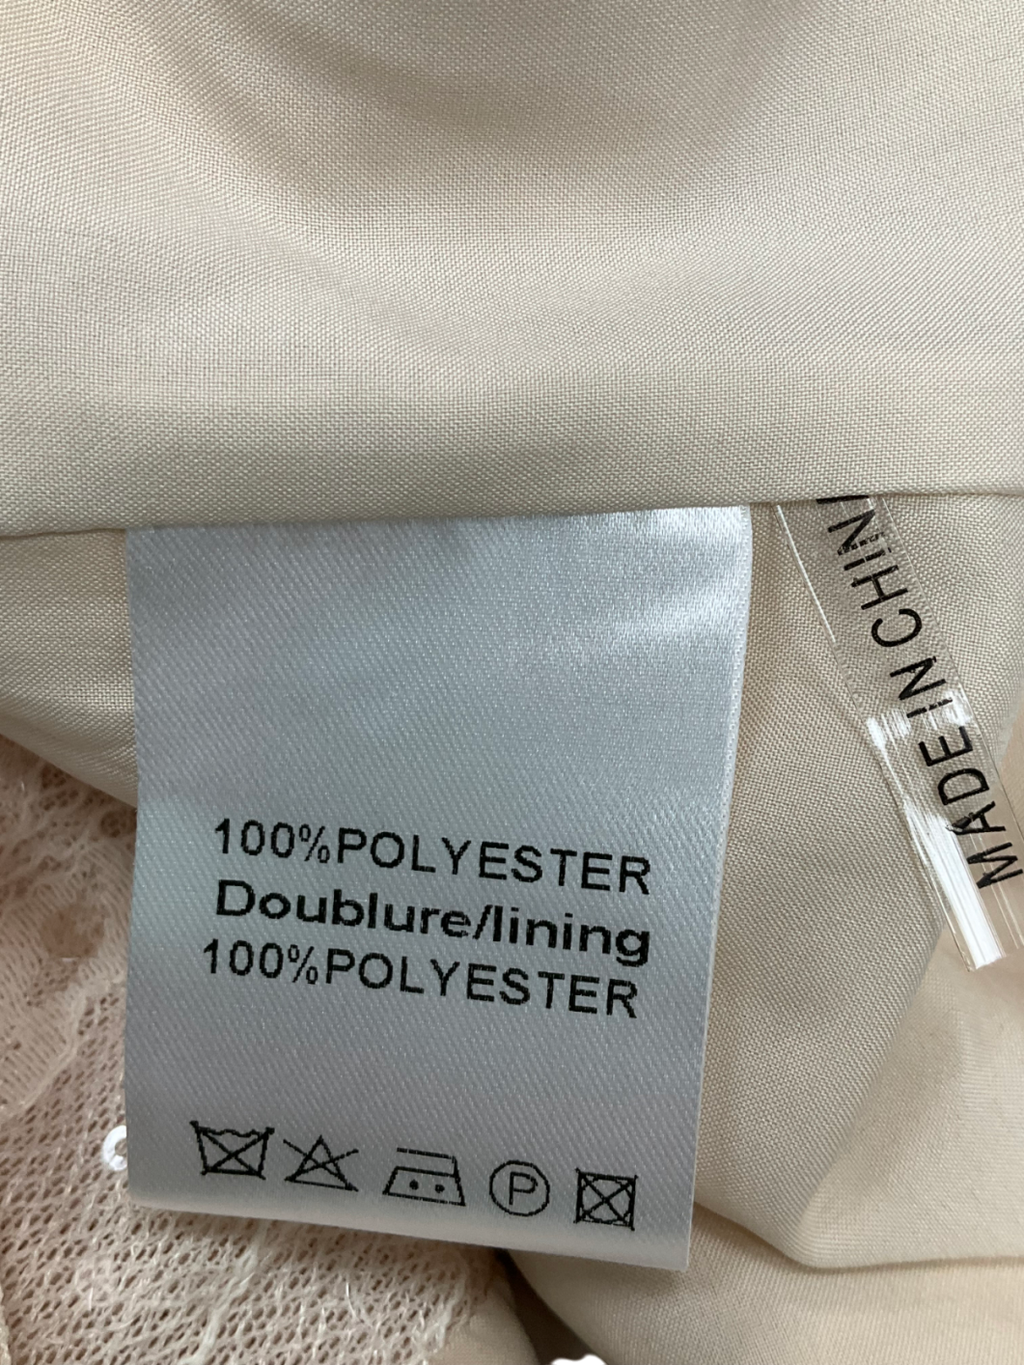 100%POLYESTER
Doublure/lining
100%POLYESTER
P
MADE IN CHIN